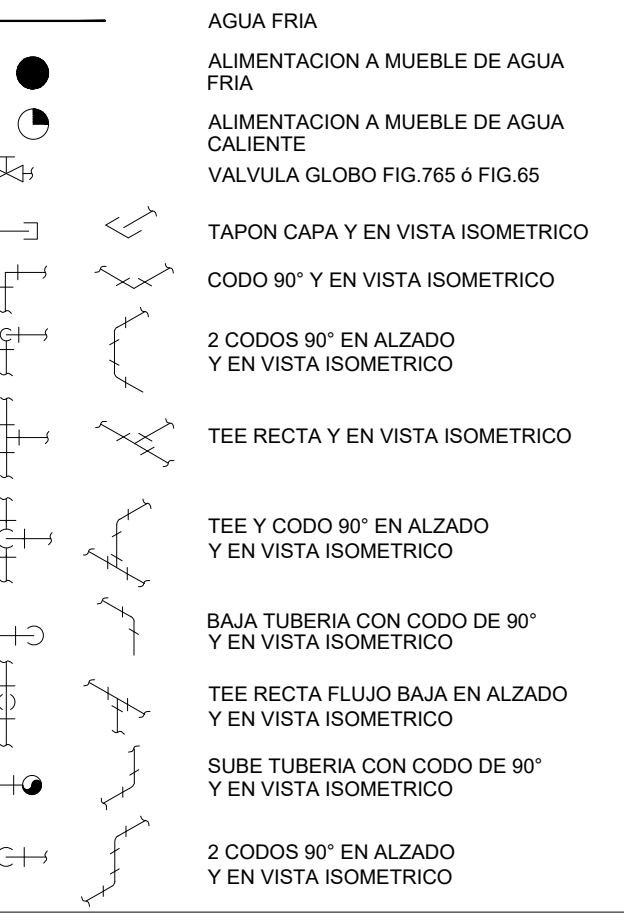 AGUA FRIA
ALIMENTACION A MUEBLE DE AGUA
FRIA
ALIMENTACION A MUEBLE DE AGUA
CALIENTE
VALVULA GLOBO FIG.765 ó FIG.65
TAPON CAPA Y EN VISTA ISOMETRICO
CODO 90° Y EN VISTA ISOMETRICO
2 CODOS 90° EN ALZADO
Y EN VISTA ISOMETRICO
TEE RECTA Y EN VISTA ISOMETRICO
TEE Y CODO 90° EN ALZADO
Y EN VISTA ISOMETRICO
BAJA TUBERIA CON CODO DE 90°
Y EN VISTA ISOMETRICO
TEE RECTA FLUJO BAJA EN ALZADO
Y EN VISTA ISOMETRICO
SUBE TUBERIA CON CODO DE 90°
Y EN VISTA ISOMETRICO
2 CODOS 90° EN ALZADO
Y EN VISTA ISOMETRICO